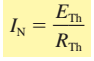 I_N = E_Th / R_Th